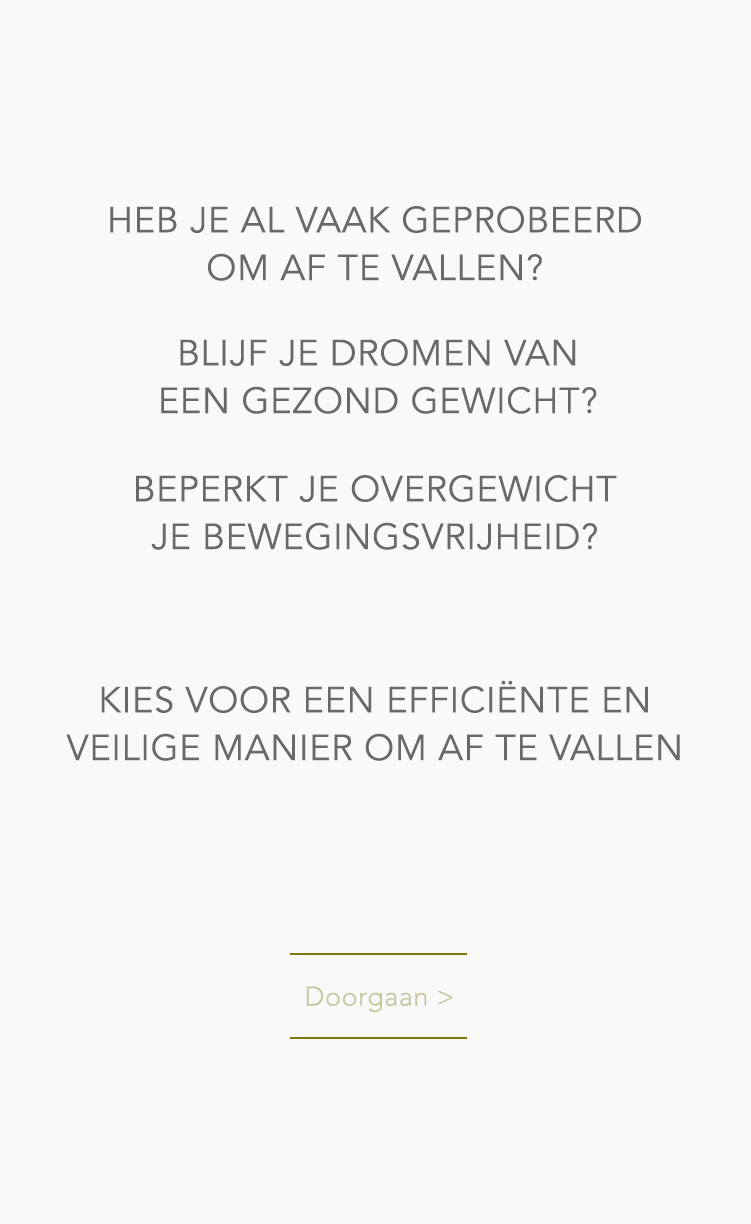 HEB JE AL VAAK GEPROBEERD
OM AF TE VALLEN?
BLIJF JE DROMEN VAN
EEN GEZOND GEWICHT?
BEPERKT JE OVERGEWICHT
JE BEWEGINGSVRIJHEID?
KIES VOOR EEN EFFICIËNTE EN
VEILIGE MANIER OM AF TE VALLEN
Doorgaan >